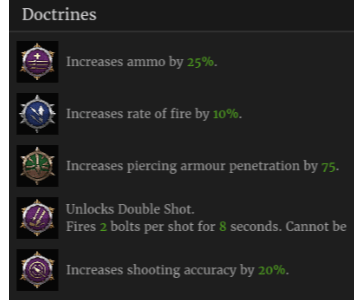 Doctrines
Increases ammo by 25%.
Increases rate of fire by 10%.
Increases piercing armour penetration by 75.
Unlocks Double Shot.
Fires 2 bolts per shot for 8 seconds. Cannot be
Increases shooting accuracy by 20%.